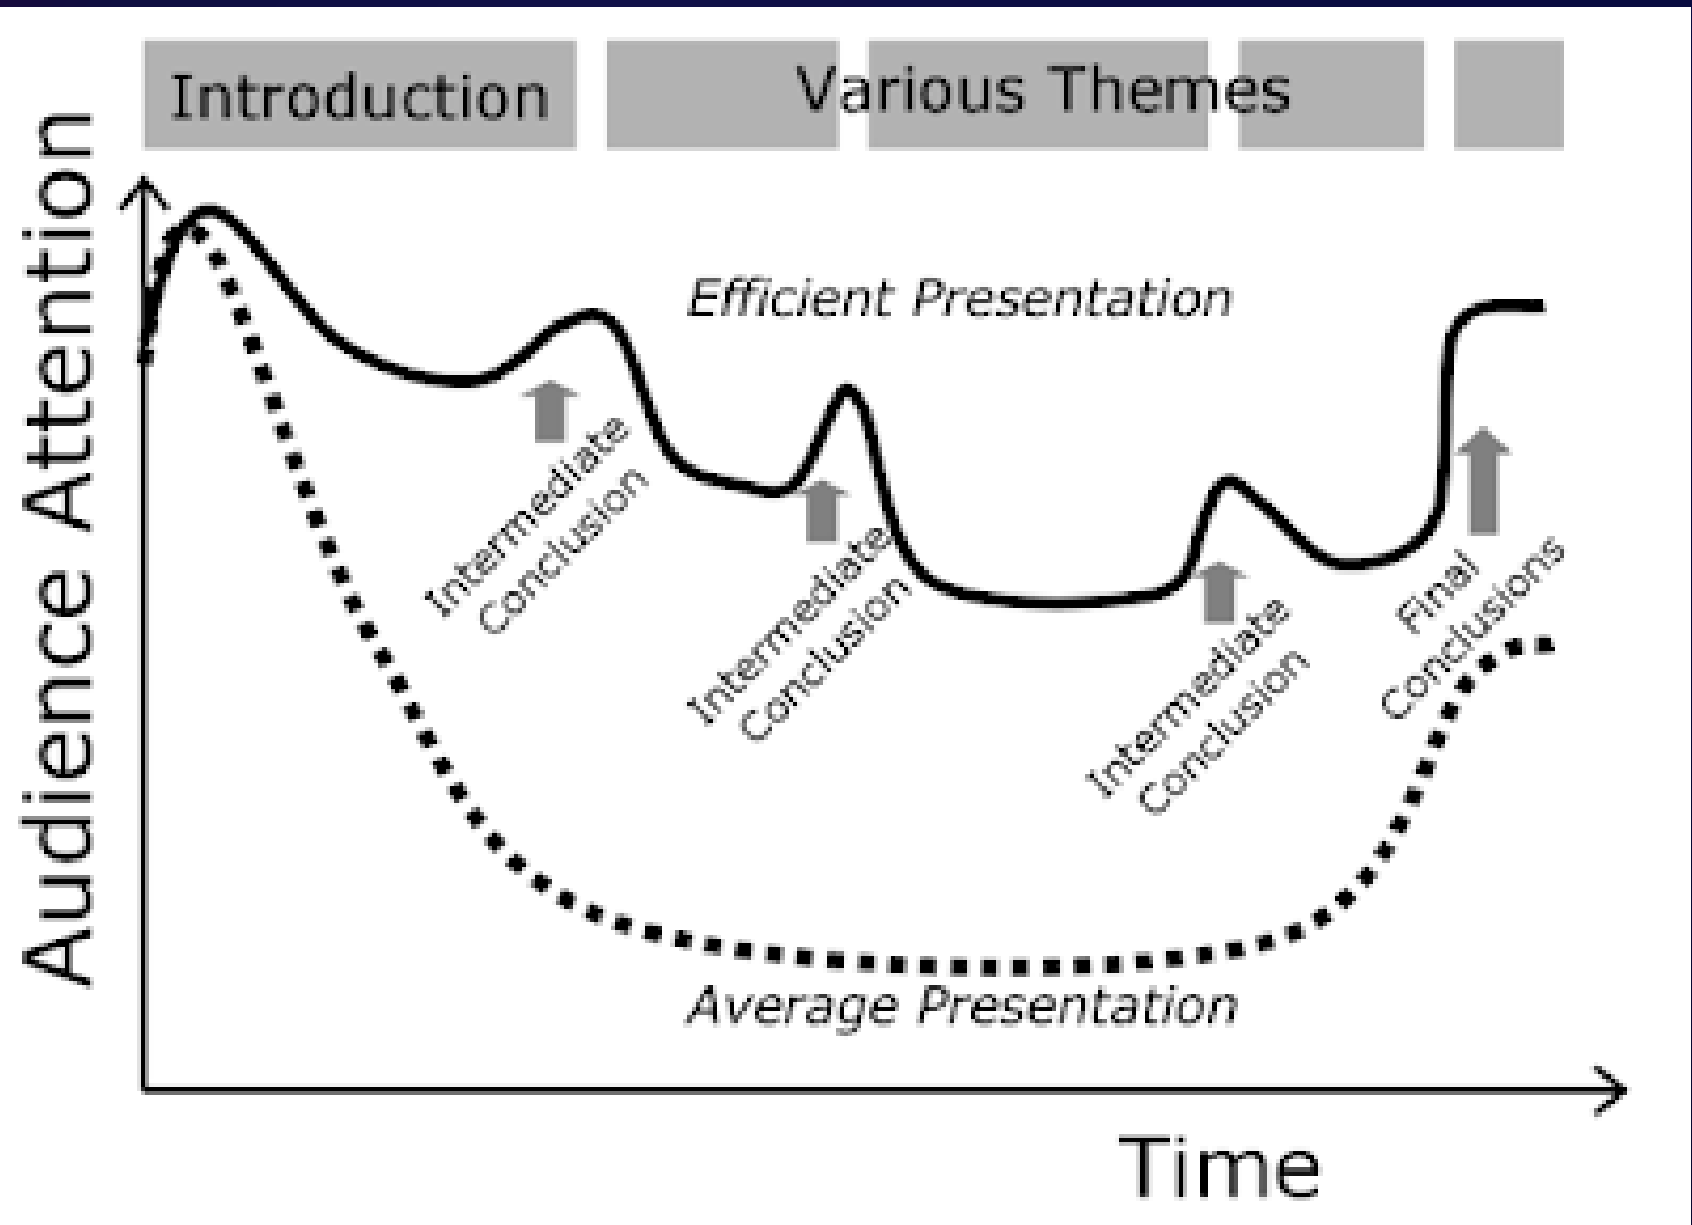 Introduction
Various Themes
Audience Attention
Efficient Presentation
Intermediate
Conclusion
Intermediate
Conclusion
Intermediate
Conclusion
Final
Conclusions
Average Presentation
Time